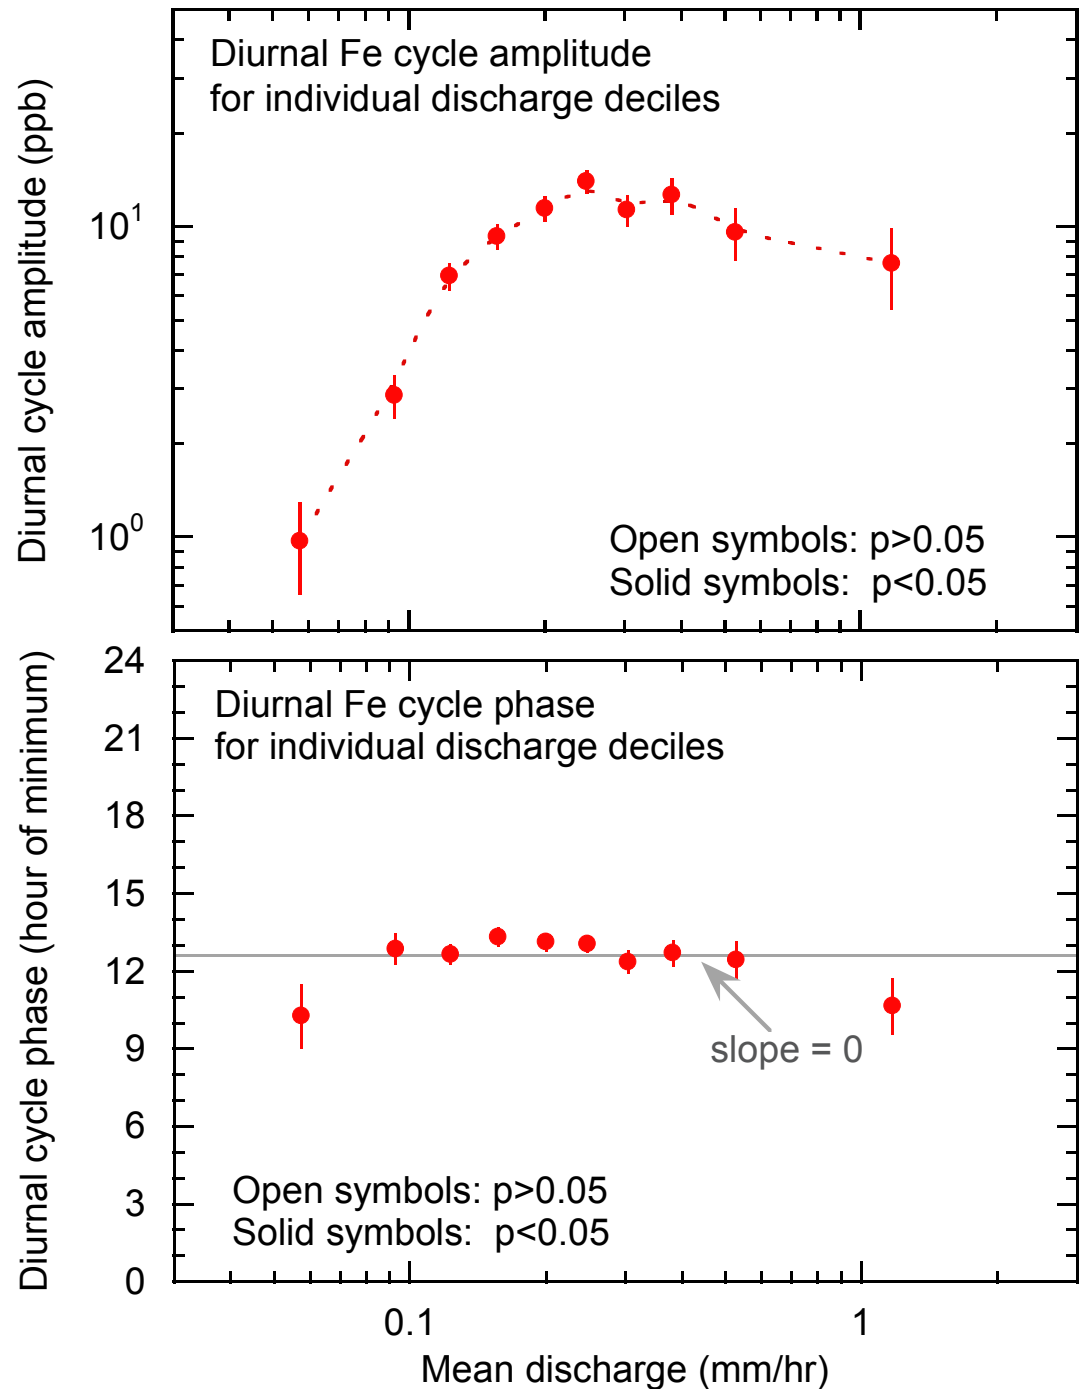 Diurnal Fe cycle amplitude
for individual discharge deciles
Diurnal cycle amplitude (ppb)
10¹
10⁰
Open symbols: p>0.05
Solid symbols: p<0.05
Diurnal Fe cycle phase
for individual discharge deciles
Diurnal cycle phase (hour of minimum)
24
21
18
15
12
9
6
3
0
slope = 0
Open symbols: p>0.05
Solid symbols: p<0.05
0.1
1
Mean discharge (mm/hr)